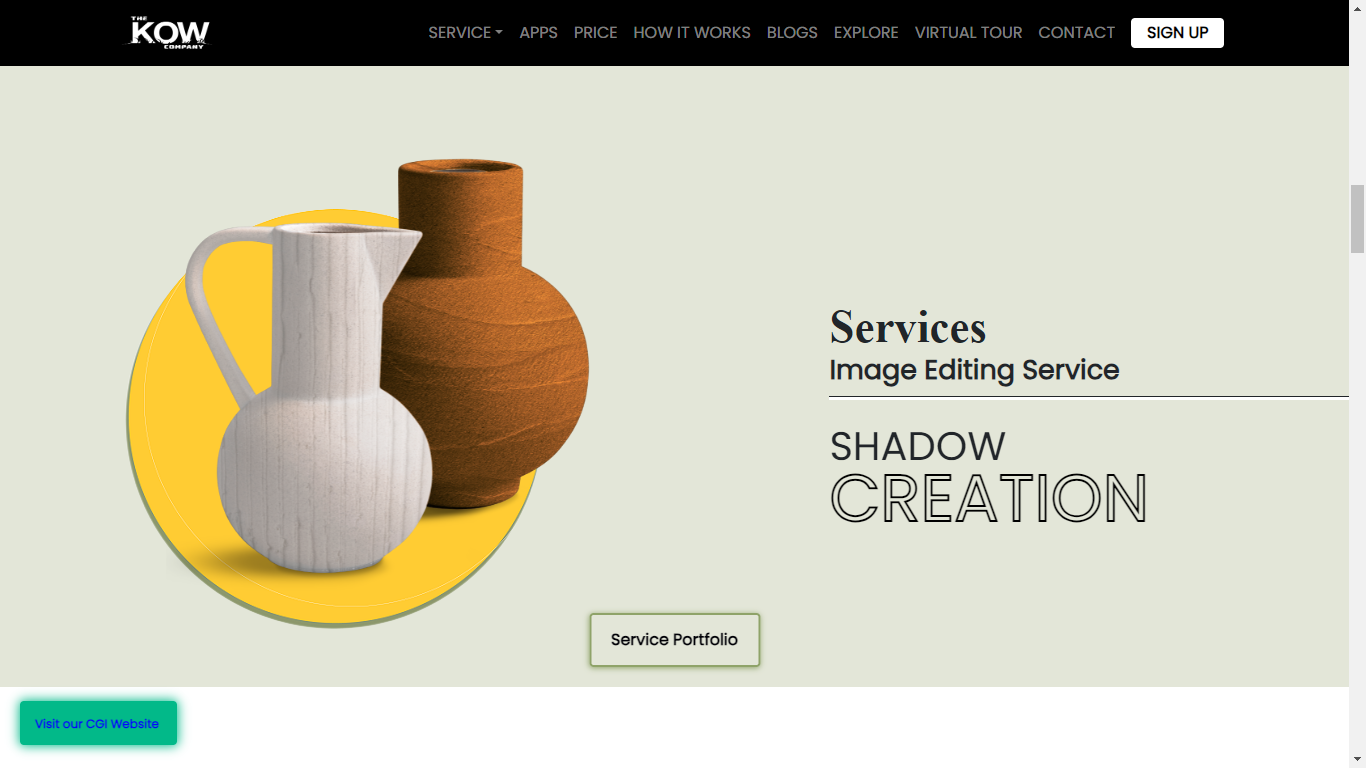 THE
KOW
COMPANY
SERVICE APPS PRICE HOW IT WORKS BLOGS EXPLORE VIRTUAL TOUR CONTACT SIGN UP
Services
Image Editing Service
SHADOW
CREATION
Service Portfolio
Visit our CGI Website